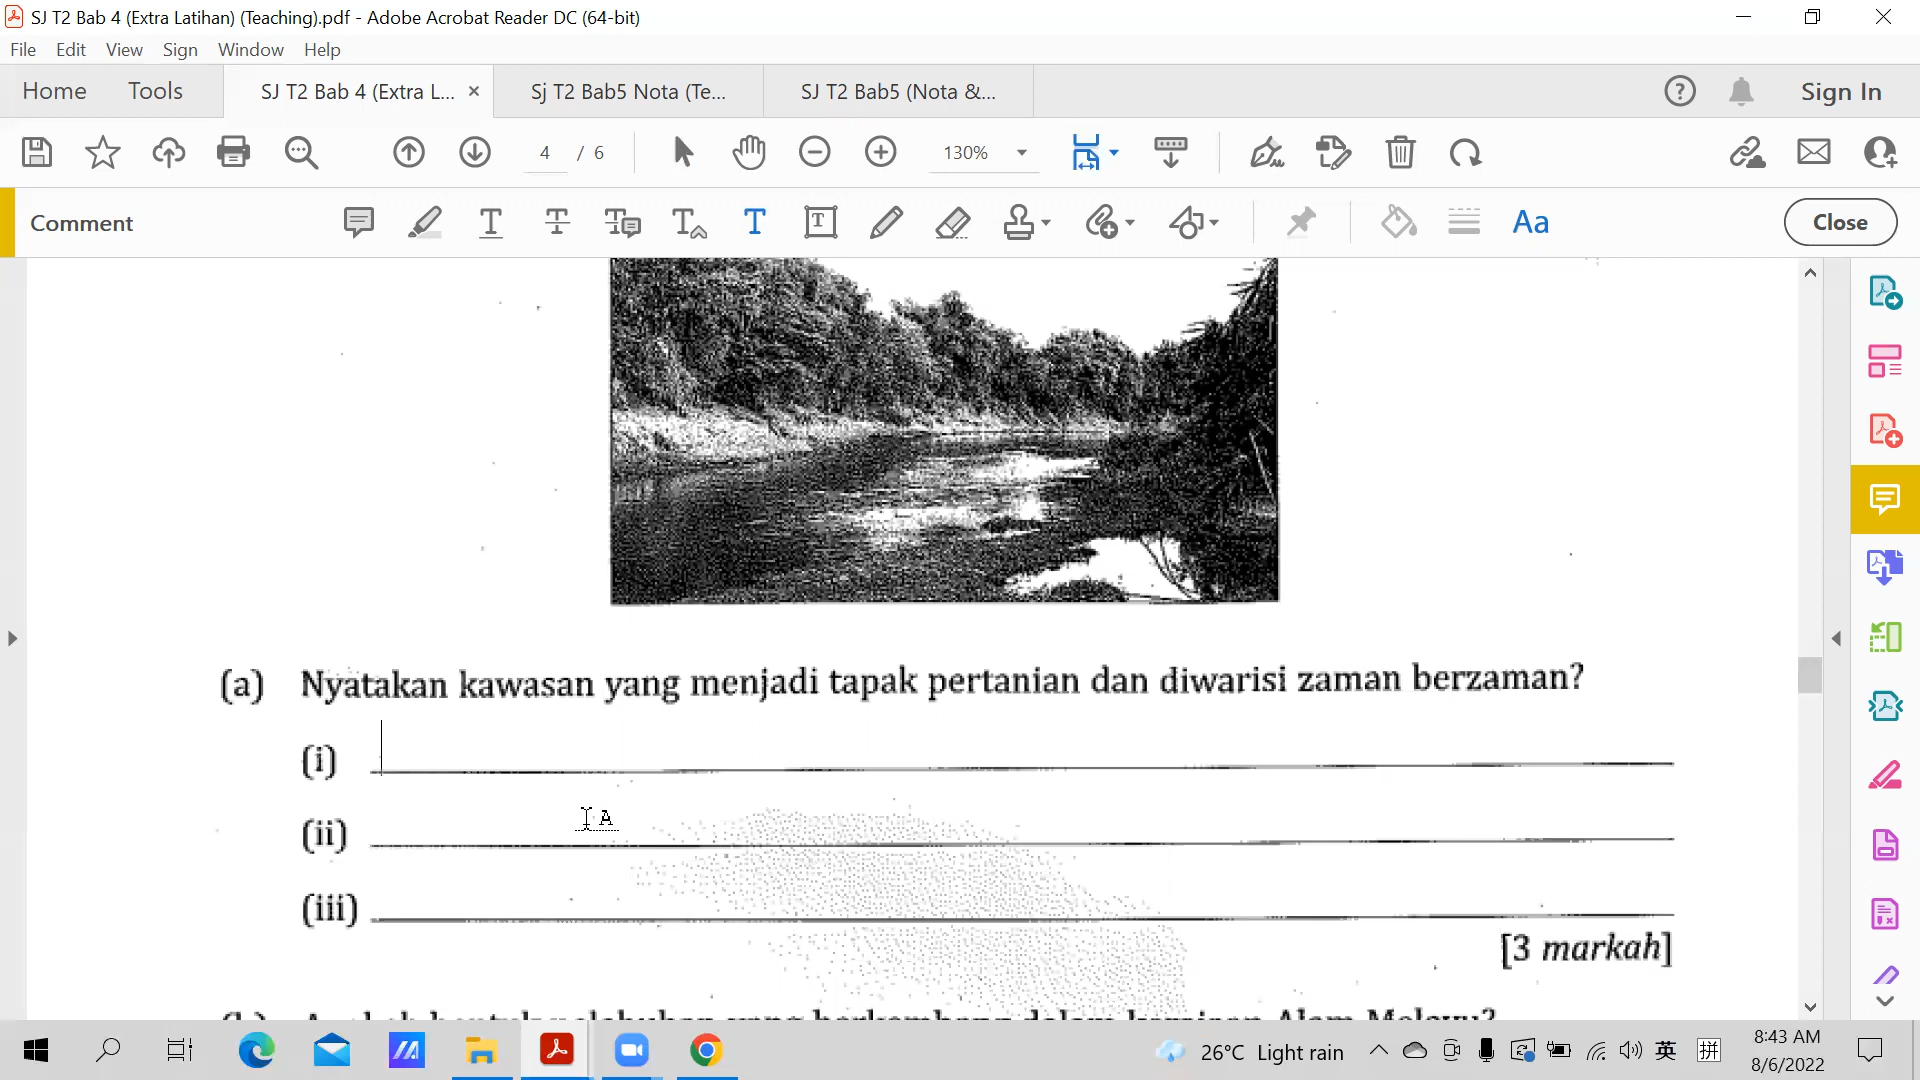 SJ T2 Bab 4 (Extra Latihan) (Teaching).pdf - Adobe Acrobat Reader DC (64-bit)
File Edit View Sign Window Help
Home Tools SJ T2 Bab 4 (Extra L... × Sj T2 Bab5 Nota (Te... SJ T2 Bab5 (Nota &... Sign In
4 / 6 130%
Comment Aa Close
(a) Nyatakan kawasan yang menjadi tapak pertanian dan diwarisi zaman berzaman?
(i)
(ii)
(iii)
[3 markah]
26°C Light rain 英 拼 8:43 AM
8/6/2022